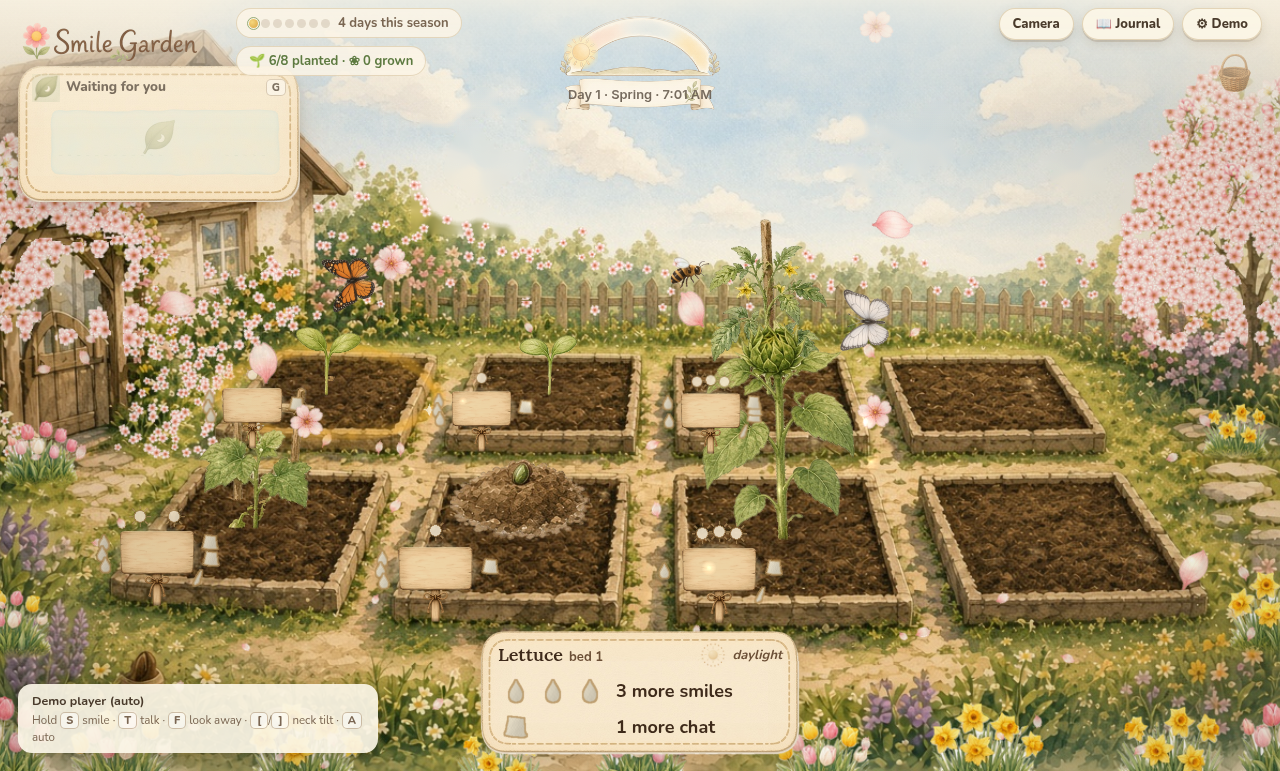 Smile Garden
4 days this season
🌱 6/8 planted · ❀ 0 grown
Waiting for you
G
Day 1 · Spring · 7:01 AM
Camera
📖 Journal
⚙ Demo
Lettuce bed 1
daylight
3 more smiles
1 more chat
Demo player (auto)
Hold S smile · T talk · F look away · [ / ] neck tilt · A
auto